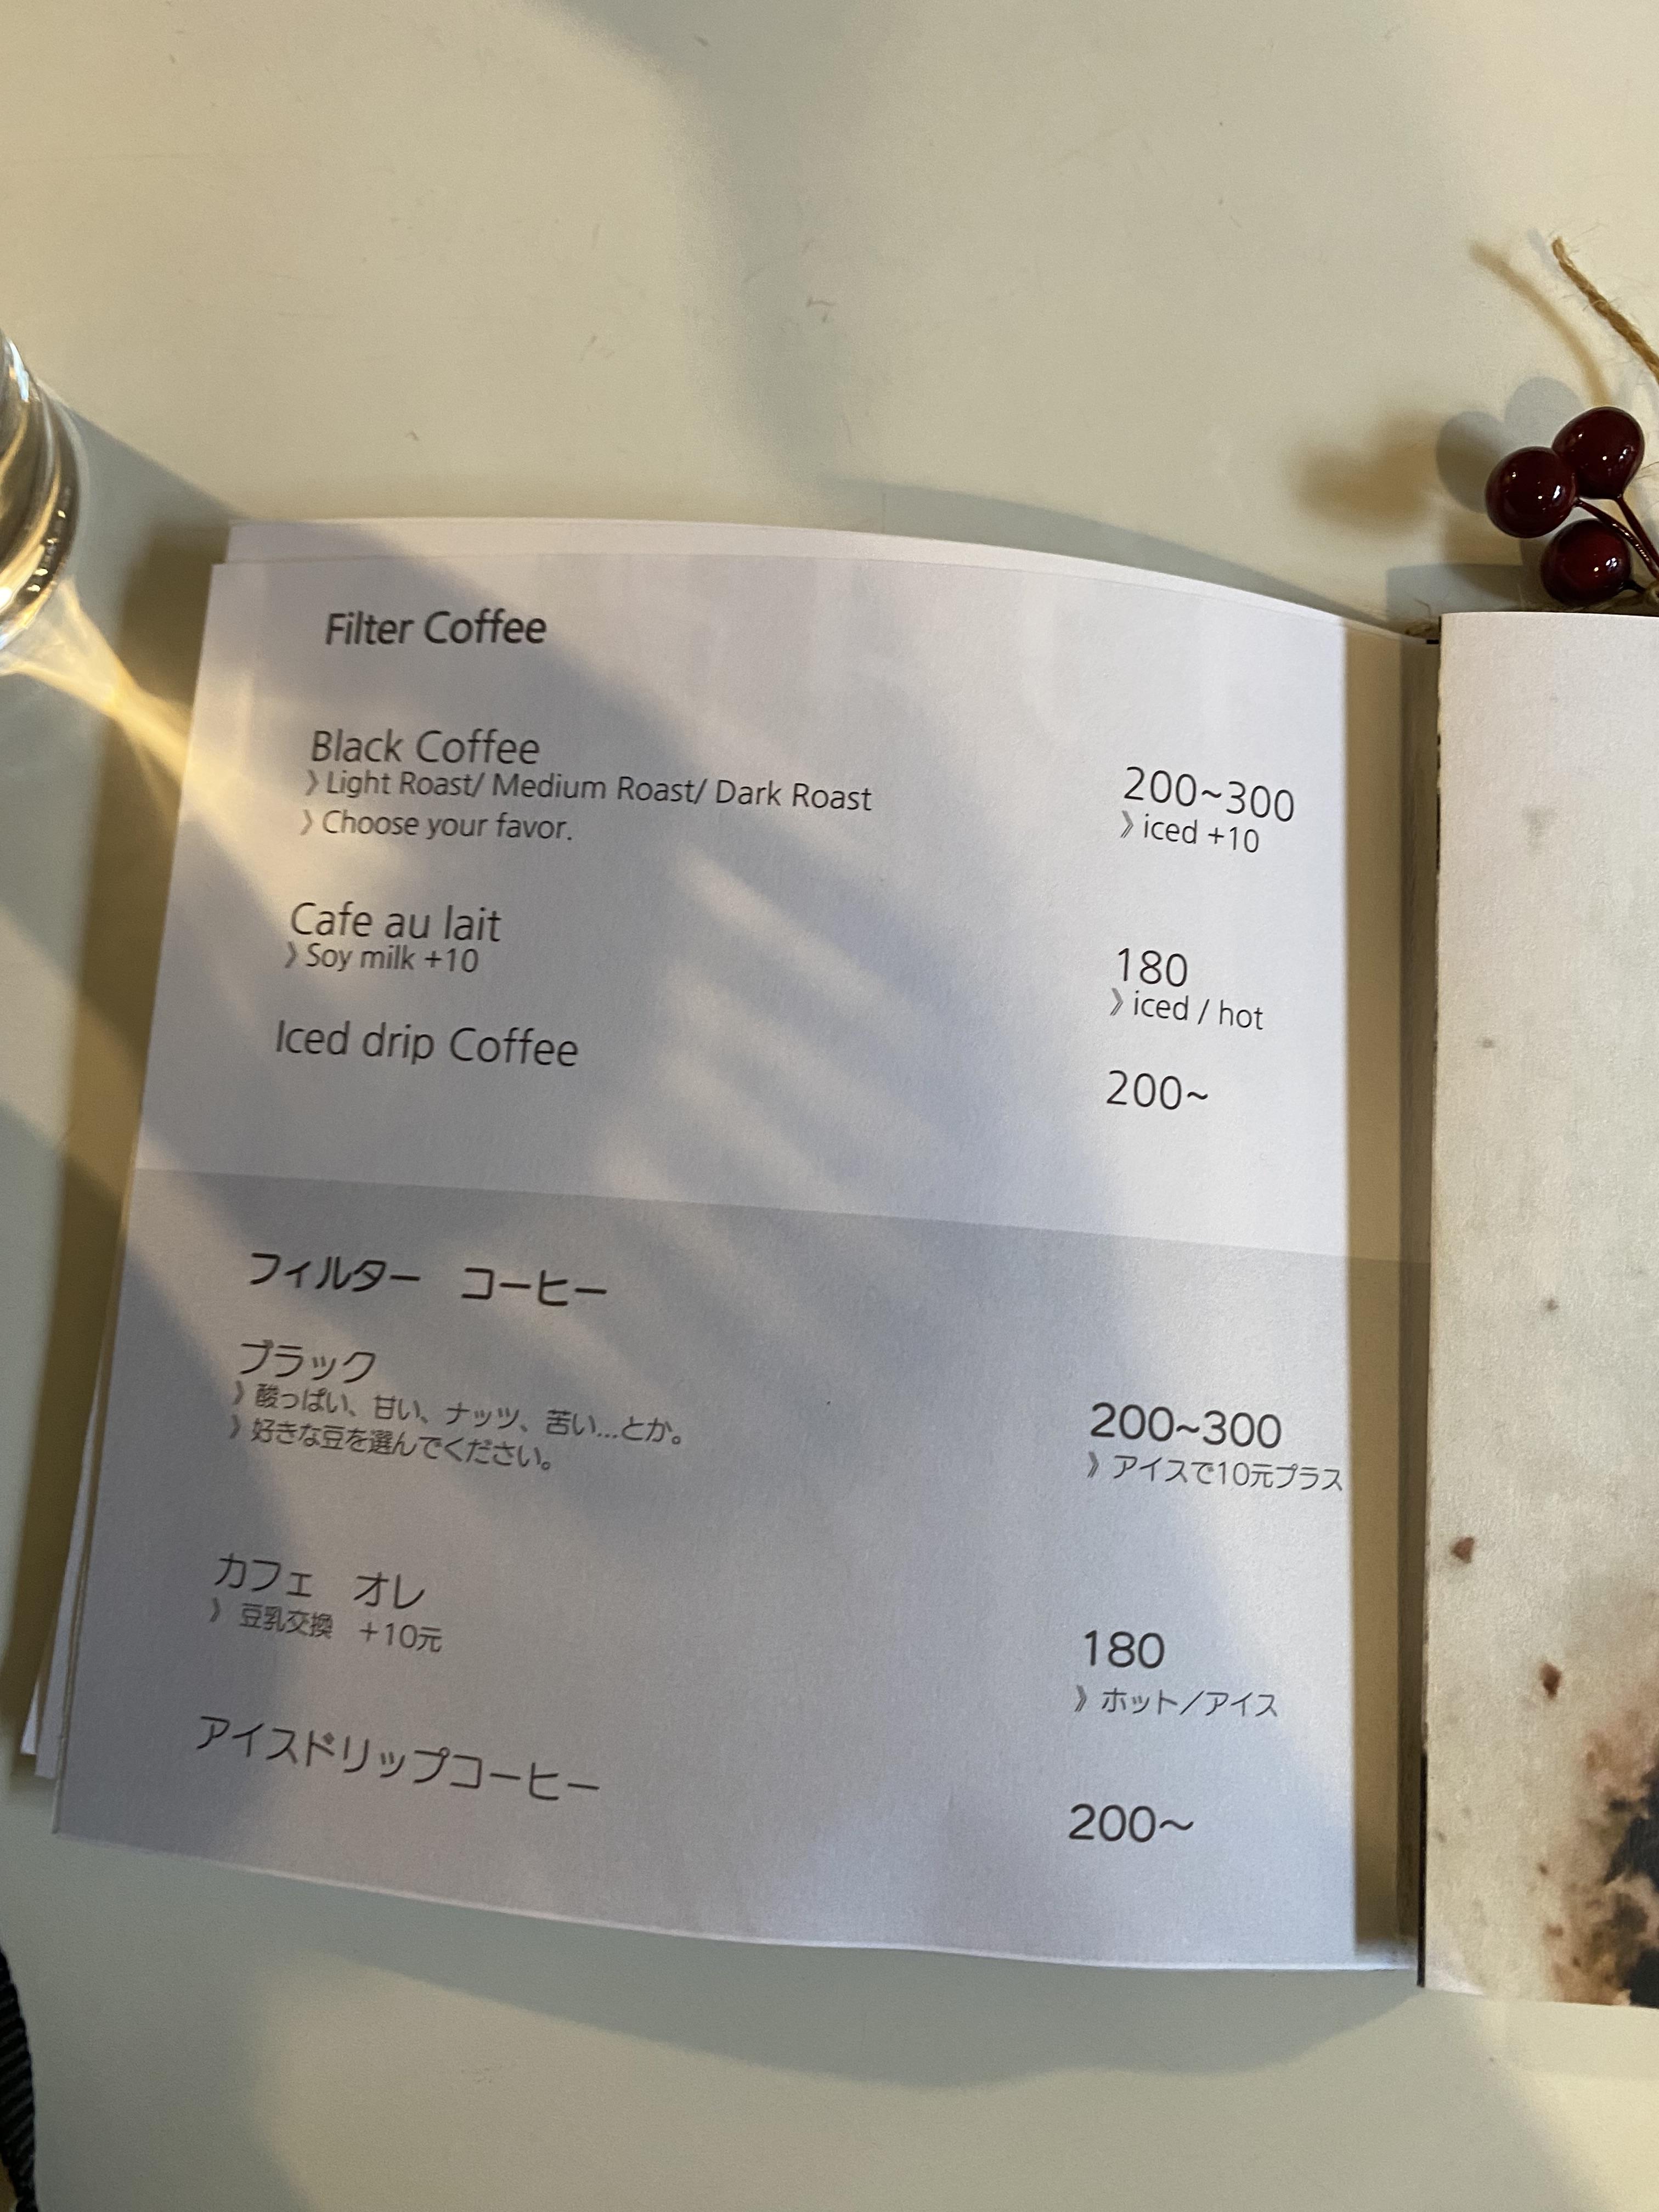 Filter Coffee
Black Coffee
》Light Roast/ Medium Roast/ Dark Roast
》Choose your favor.
200~300
》iced +10
Cafe au lait
》Soy milk +10
180
》iced / hot
Iced drip Coffee
200~
フィルター　コーヒー
ブラック
》酸っぱい、甘い、ナッツ、苦い...とか。
》好きな豆を選んでください。
200~300
》アイスで10元プラス
カフェ　オレ
》豆乳交換　+10元
180
》ホット／アイス
アイスドリップコーヒー
200～